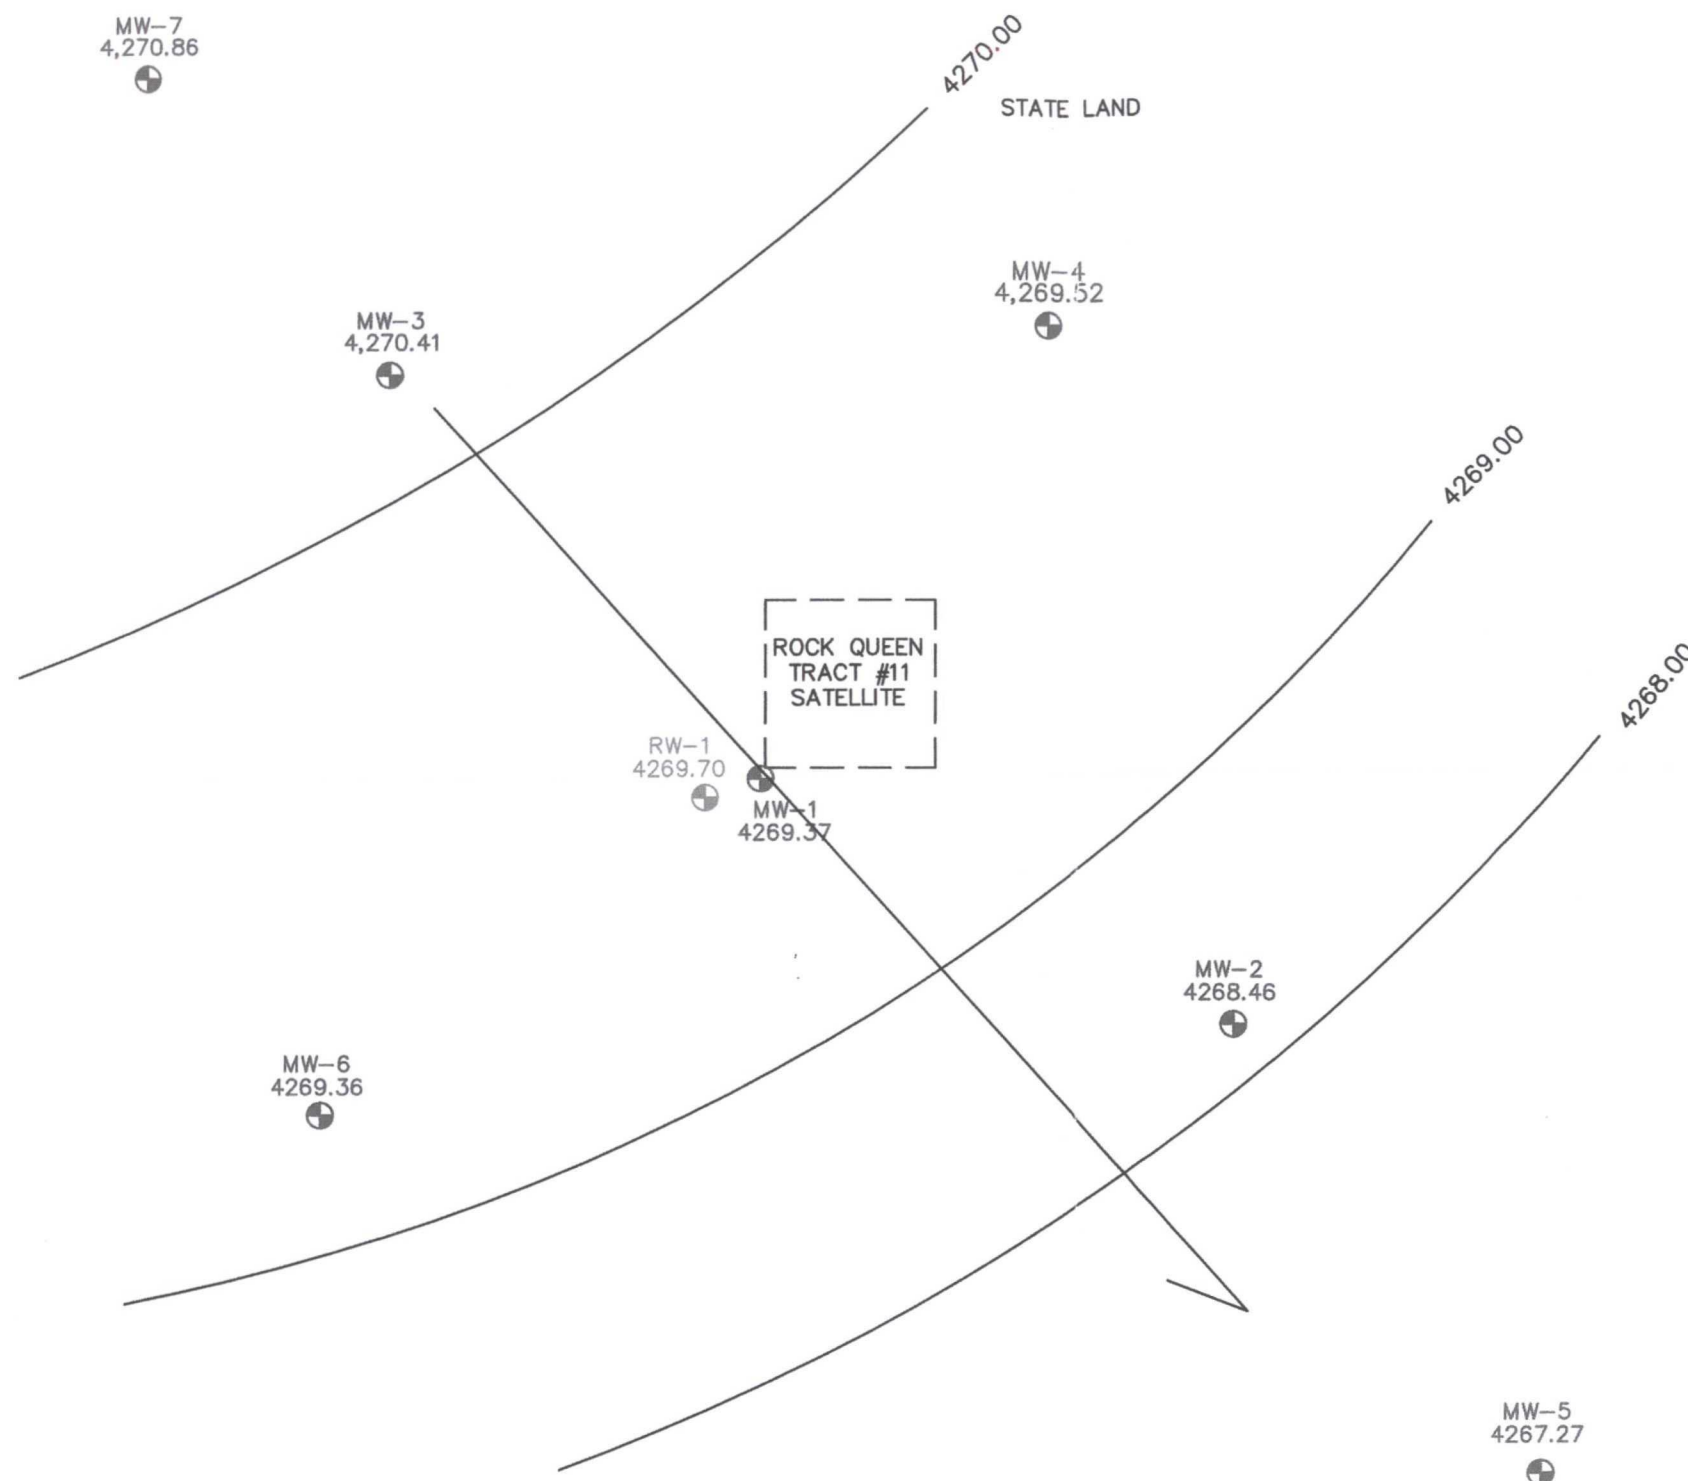 MW-7
4,270.86
4270.00
STATE LAND
MW-4
4,269.52
MW-3
4,270.41
4269.00
ROCK QUEEN
TRACT #11
SATELLITE
4268.00
RW-1
4269.70
MW-1
4269.37
MW-2
4268.46
MW-6
4269.36
MW-5
4267.27